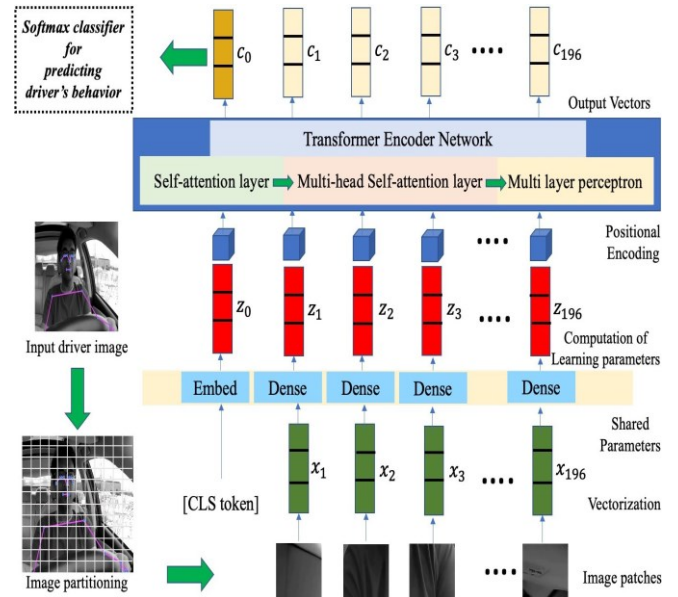 Softmax classifier
for
predicting
driver's behavior
c0
c1
c2
c3
c196
Output Vectors
Transformer Encoder Network
Self-attention layer
Multi-head Self-attention layer
Multi layer perceptron
Positional
Encoding
z0
z1
z2
z3
z196
Input driver image
Computation of
Learning parameters
Embed
Dense
Dense
Dense
Dense
Shared
Parameters
x1
x2
x3
x196
[CLS token]
Vectorization
Image partitioning
Image patches